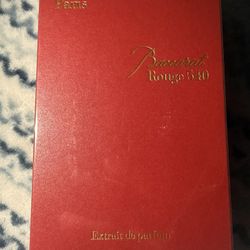 Paris
Baccarat
Rouge 540
Extrait de parfum